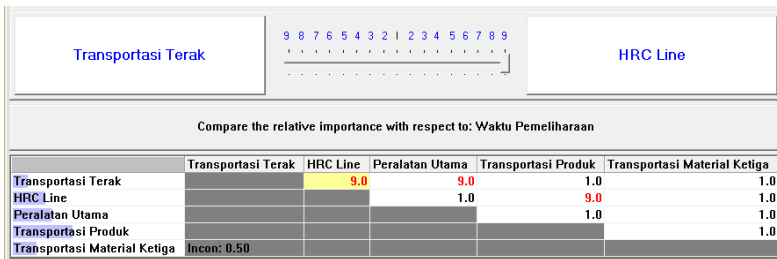 Transportasi Terak
9 8 7 6 5 4 3 2 1 2 3 4 5 6 7 8 9
HRC Line
Compare the relative importance with respect to: Waktu Pemeliharaan
Transportasi Terak HRC Line Peralatan Utama Transportasi Produk Transportasi Material Ketiga
Transportasi Terak 9.0 9.0 1.0 1.0
HRC Line 1.0 9.0 1.0
Peralatan Utama 1.0 1.0
Transportasi Produk 1.0
Transportasi Material Ketiga Incon: 0.50